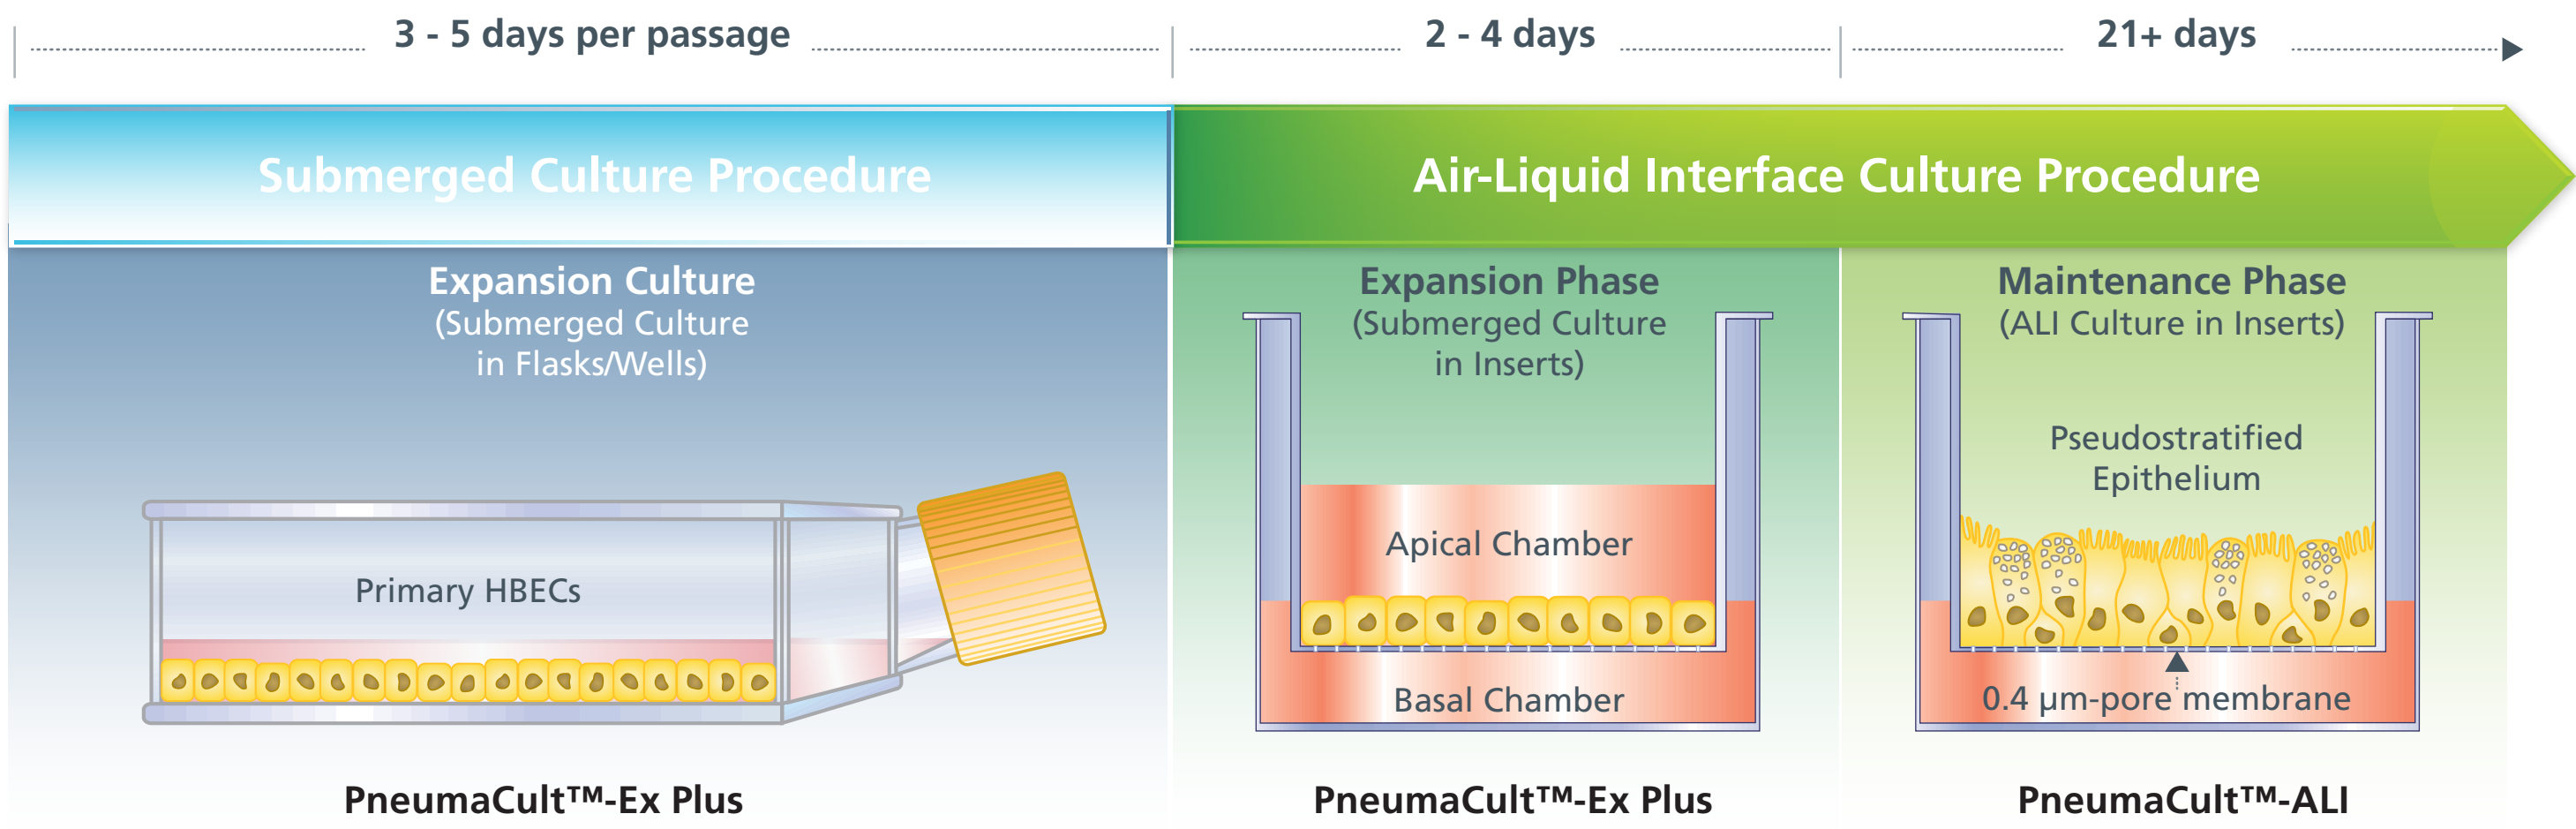 3 - 5 days per passage
2 - 4 days
21+ days
Submerged Culture Procedure
Air-Liquid Interface Culture Procedure
Expansion Culture
(Submerged Culture
in Flasks/Wells)
Primary HBECs
PneumaCult™-Ex Plus
Expansion Phase
(Submerged Culture
in Inserts)
Apical Chamber
Basal Chamber
PneumaCult™-Ex Plus
Maintenance Phase
(ALI Culture in Inserts)
Pseudostratified
Epithelium
0.4 µm-pore membrane
PneumaCult™-ALI